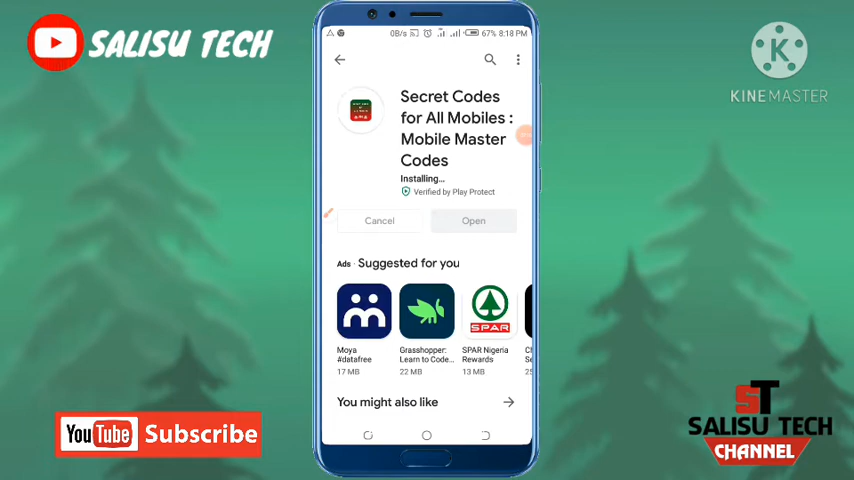 SALISU TECH
KINEMASTER
0B/s 67% 8:18 PM
Secret Codes
for All Mobiles :
Mobile Master
Codes
Installing...
Verified by Play Protect
Cancel
Open
Ads · Suggested for you
Moya
#datafree
17 MB
Grasshopper:
Learn to Code...
22 MB
SPAR
SPAR Nigeria
Rewards
13 MB
You might also like
YouTube Subscribe
ST
SALISU TECH
CHANNEL